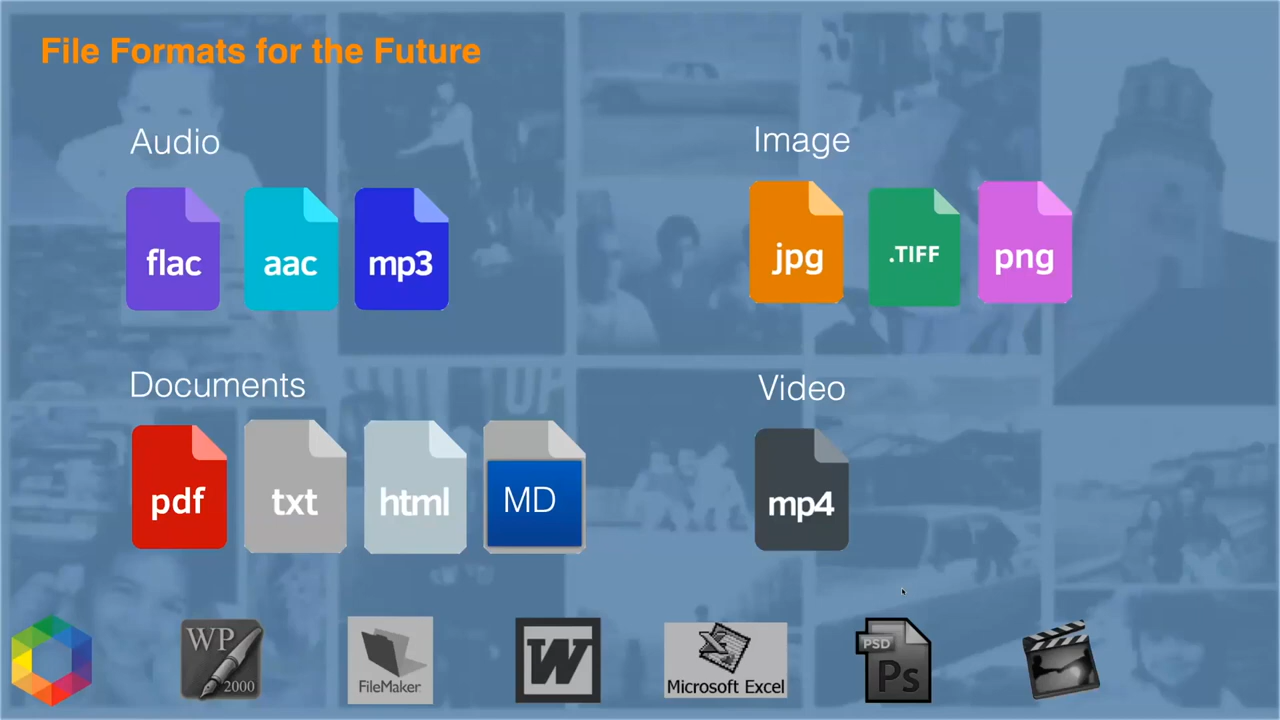 File Formats for the Future
Audio
flac
aac
mp3
Image
jpg
.TIFF
png
Documents
pdf
txt
html
MD
Video
mp4
WP
2000
FileMaker
W
Microsoft Excel
PSD
Ps